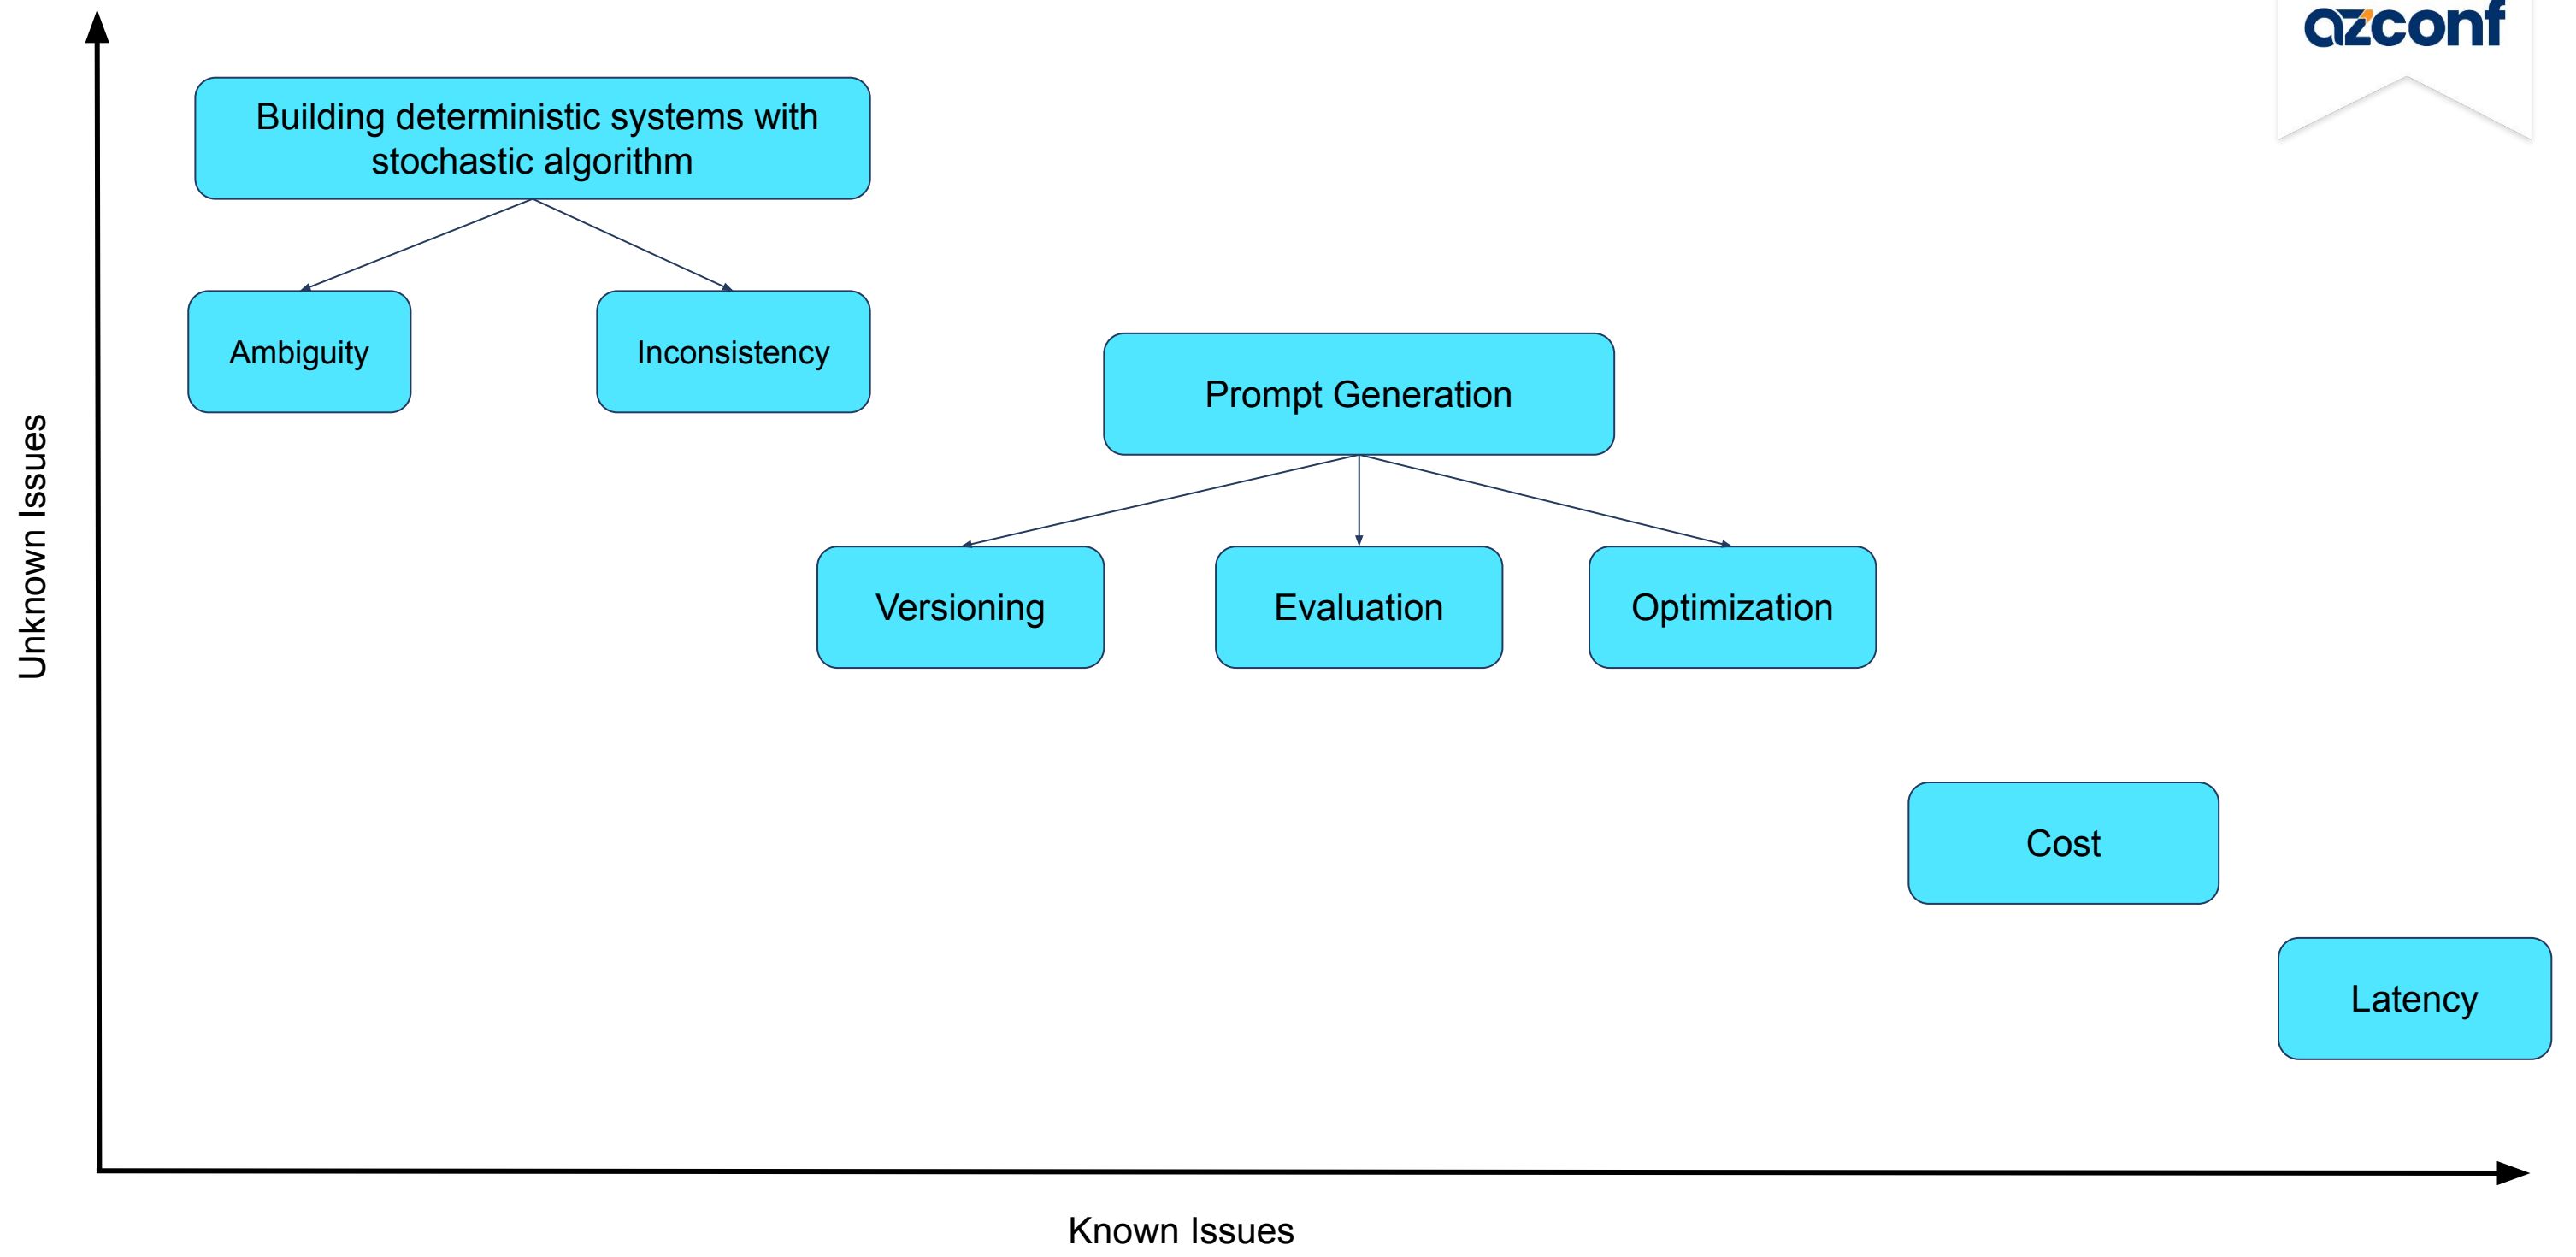 azconf
Building deterministic systems with
stochastic algorithm
Ambiguity
Inconsistency
Prompt Generation
Versioning
Evaluation
Optimization
Cost
Latency
Unknown Issues
Known Issues